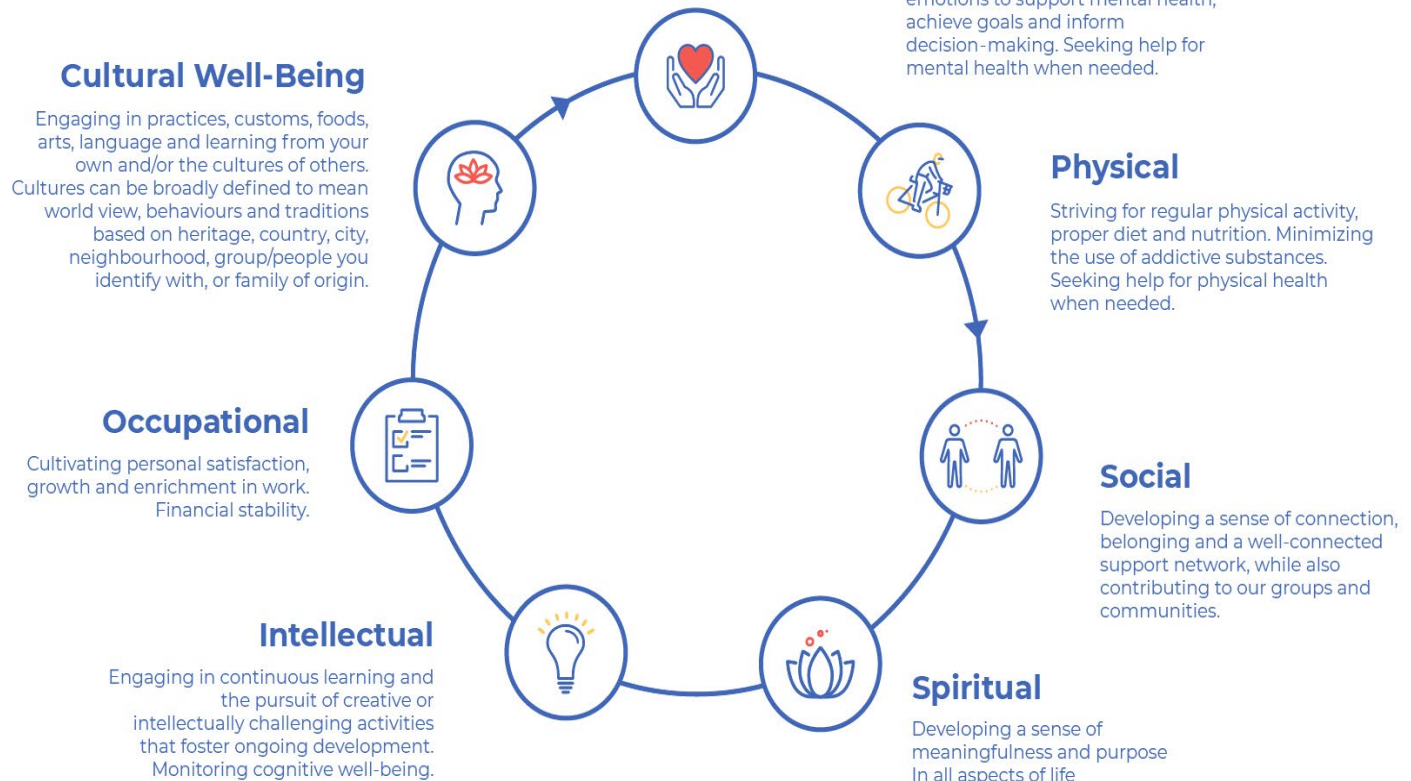 emotions to support mental health,
achieve goals and inform
decision-making. Seeking help for
mental health when needed.
Cultural Well-Being
Engaging in practices, customs, foods,
arts, language and learning from your
own and/or the cultures of others.
Cultures can be broadly defined to mean
world view, behaviours and traditions
based on heritage, country, city,
neighbourhood, group/people you
identify with, or family of origin.
Physical
Striving for regular physical activity,
proper diet and nutrition. Minimizing
the use of addictive substances.
Seeking help for physical health
when needed.
Occupational
Cultivating personal satisfaction,
growth and enrichment in work.
Financial stability.
Social
Developing a sense of connection,
belonging and a well-connected
support network, while also
contributing to our groups and
communities.
Intellectual
Engaging in continuous learning and
the pursuit of creative or
intellectually challenging activities
that foster ongoing development.
Monitoring cognitive well-being.
Spiritual
Developing a sense of
meaningfulness and purpose
In all aspects of life